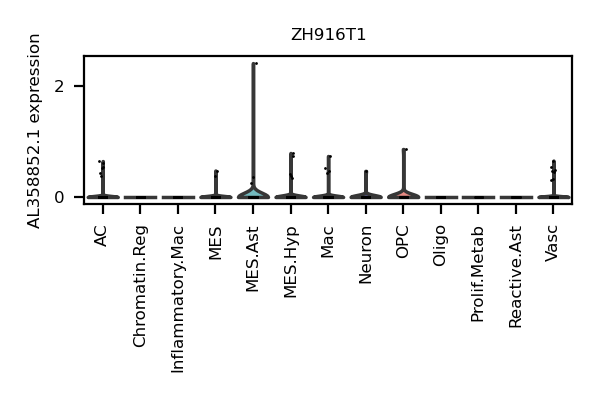 ZH916T1
AL358852.1 expression
2
0
AC
Chromatin.Reg
Inflammatory.Mac
MES
MES.Ast
MES.Hyp
Mac
Neuron
OPC
Oligo
Prolif.Metab
Reactive.Ast
Vasc